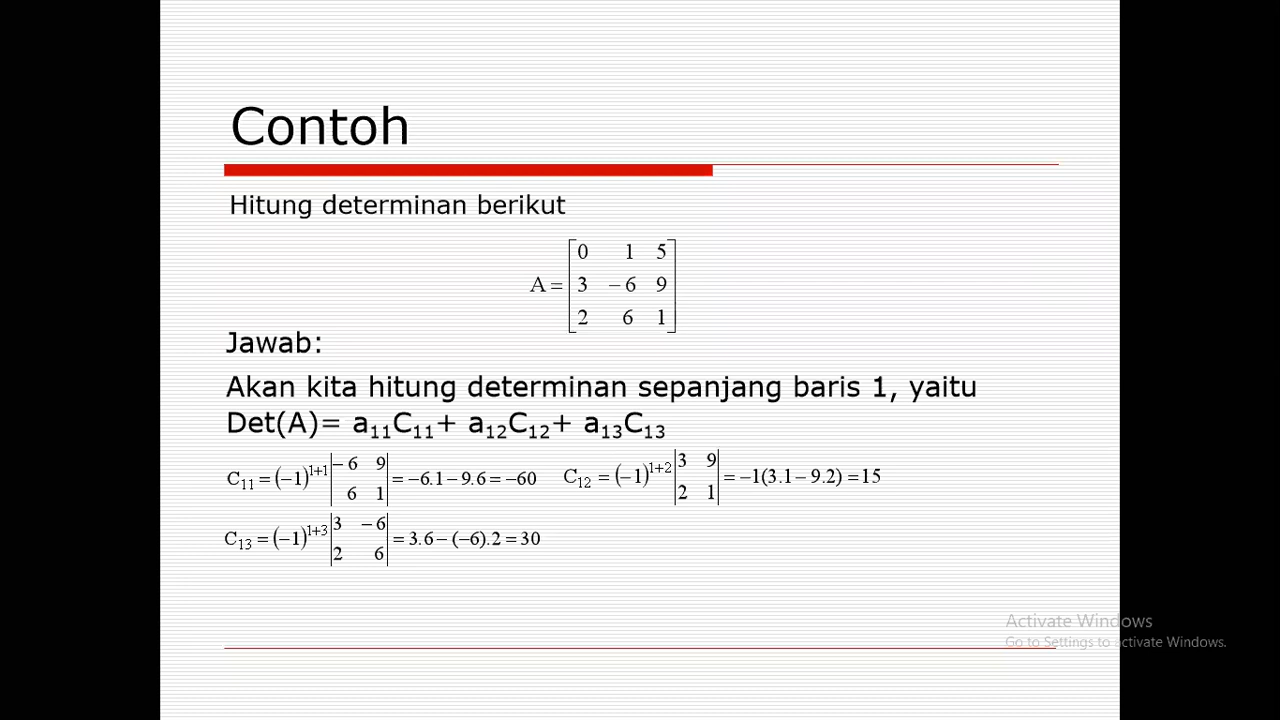 Contoh
Hitung determinan berikut
A = [0 1 5
3 −6 9
2 6 1]
Jawab:
Akan kita hitung determinan sepanjang baris 1, yaitu
Det(A)= a₁₁C₁₁+ a₁₂C₁₂+ a₁₃C₁₃
C₁₁ = (−1)¹⁺¹ |−6 9; 6 1| = −6.1−9.6 = −60 C₁₂ = (−1)¹⁺² |3 9; 2 1| = −1(3.1−9.2) = 15
C₁₃ = (−1)¹⁺³ |3 −6; 2 6| = 3.6−(−6).2 = 30
Activate Windows
Go to Settings to activate Windows.